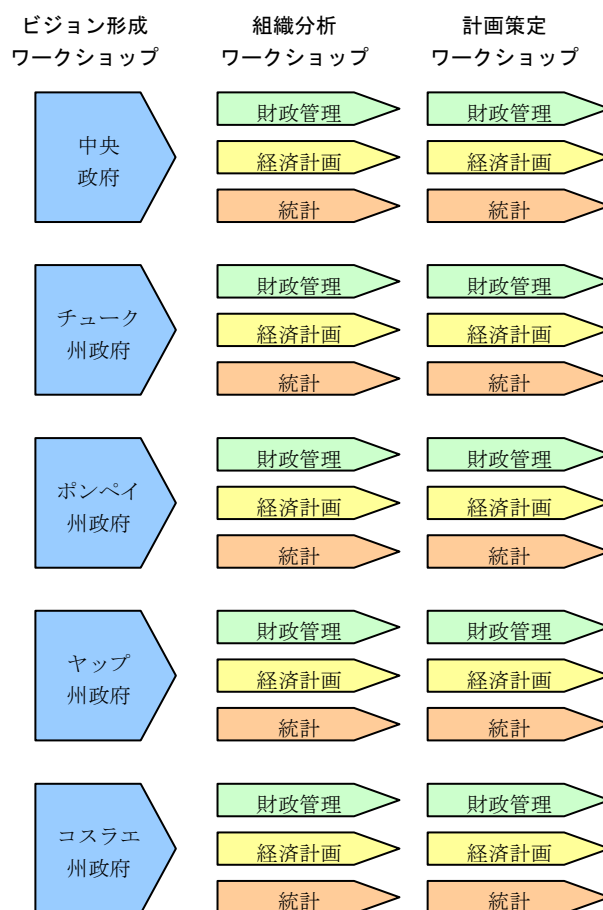 ビジョン形成
ワークショップ
組織分析
ワークショップ
計画策定
ワークショップ
中央
政府
財政管理
財政管理
経済計画
経済計画
統計
統計
チューク
州政府
財政管理
財政管理
経済計画
経済計画
統計
統計
ポンペイ
州政府
財政管理
財政管理
経済計画
経済計画
統計
統計
ヤップ
州政府
財政管理
財政管理
経済計画
経済計画
統計
統計
コスラエ
州政府
財政管理
財政管理
経済計画
経済計画
統計
統計